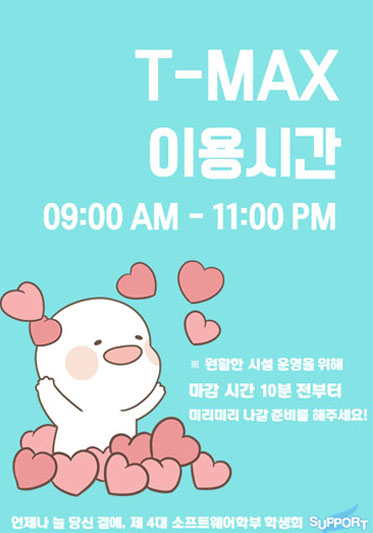 T-MAX
이용시간
09:00 AM - 11:00 PM
※ 원활한 시설 운영을 위해
마감 시간 10분 전부터
미리미리 나갈 준비를 해주세요!
언제나 늘 당신 곁에, 제 4대 소프트웨어학부 학생회 SUPPORT